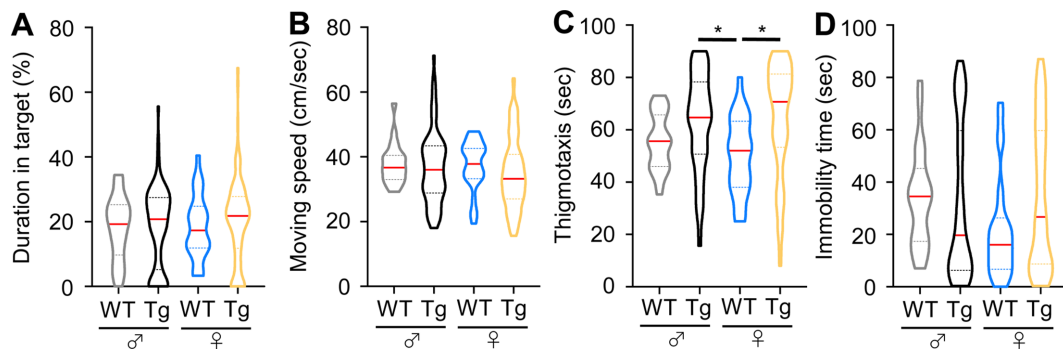 A
Duration in target (%)
80
60
40
20
0
WT Tg WT Tg
♂ ♀
B
Moving speed (cm/sec)
80
60
40
20
0
WT Tg WT Tg
♂ ♀
C
Thigmotaxis (sec)
100
80
60
40
20
0
* *
WT Tg WT Tg
♂ ♀
D
Immobility time (sec)
100
80
60
40
20
0
WT Tg WT Tg
♂ ♀